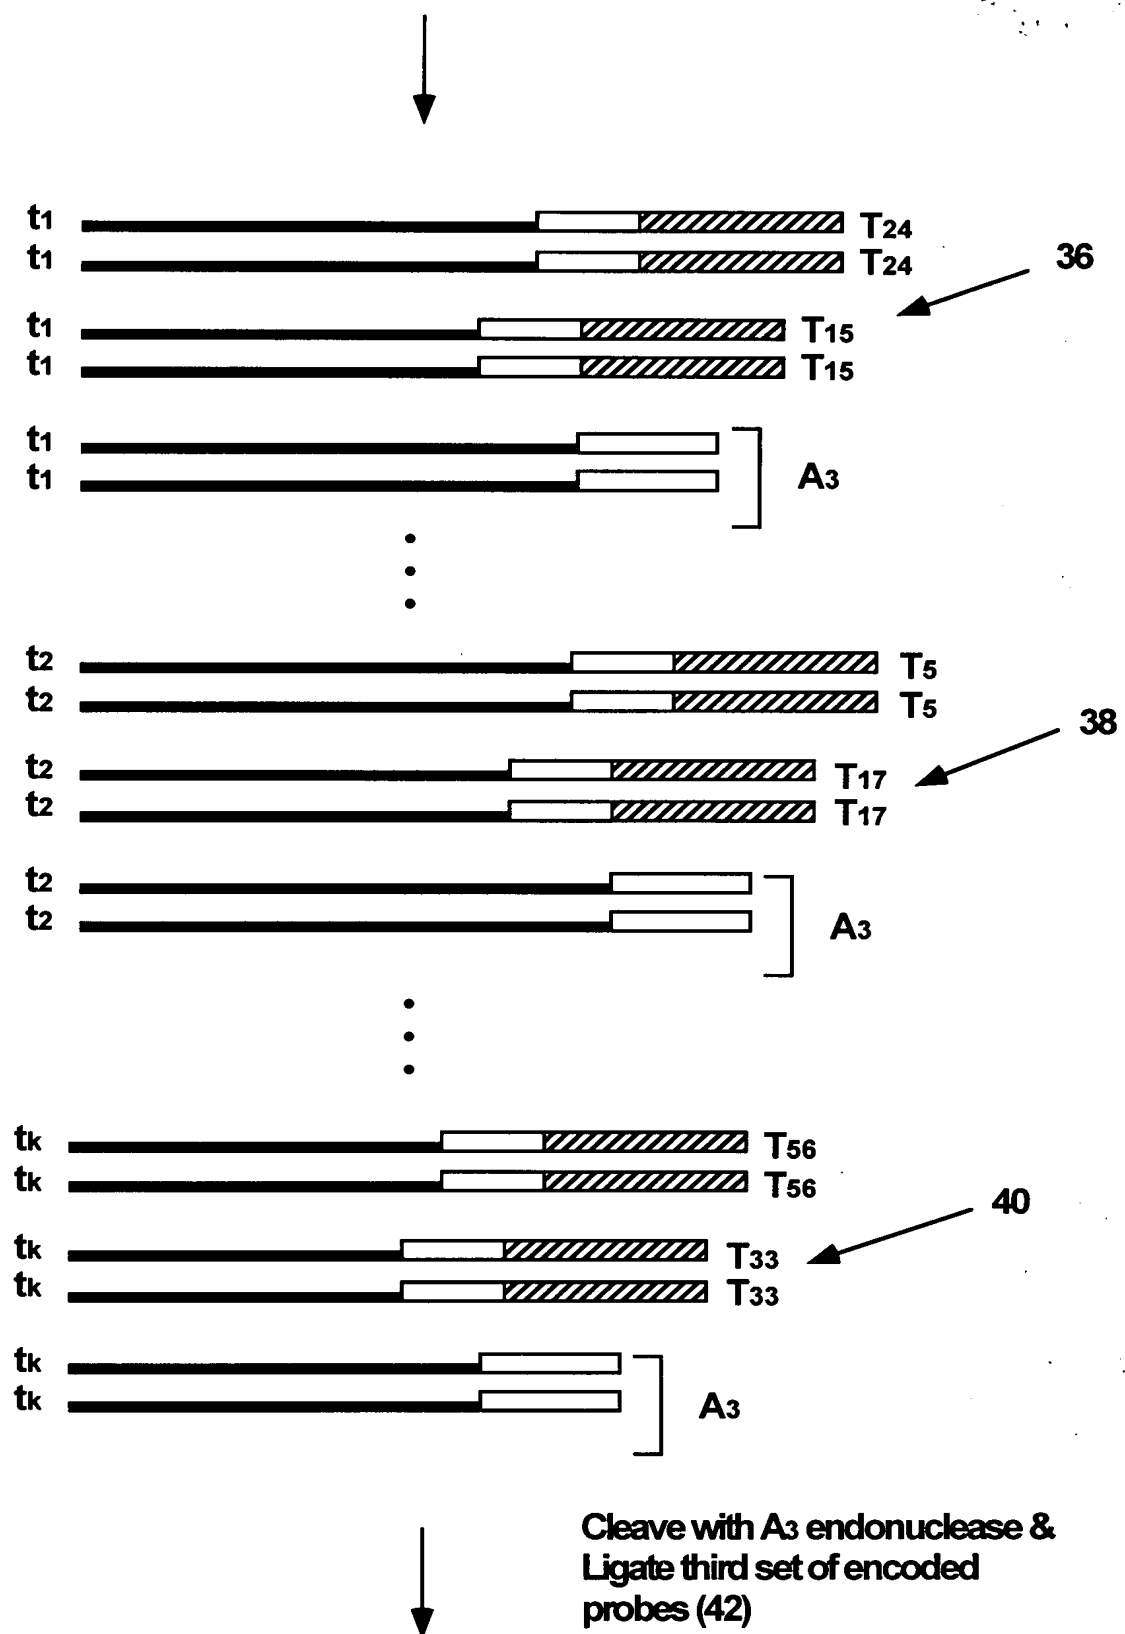 t1 T24
t1 T24
36
t1 T15
t1 T15
t1
t1 A3
t2 T5
t2 T5
38
t2 T17
t2 T17
t2
t2 A3
tk T56
tk T56
40
tk T33
tk T33
tk
tk A3
Cleave with A3 endonuclease &
Ligate third set of encoded
probes (42)